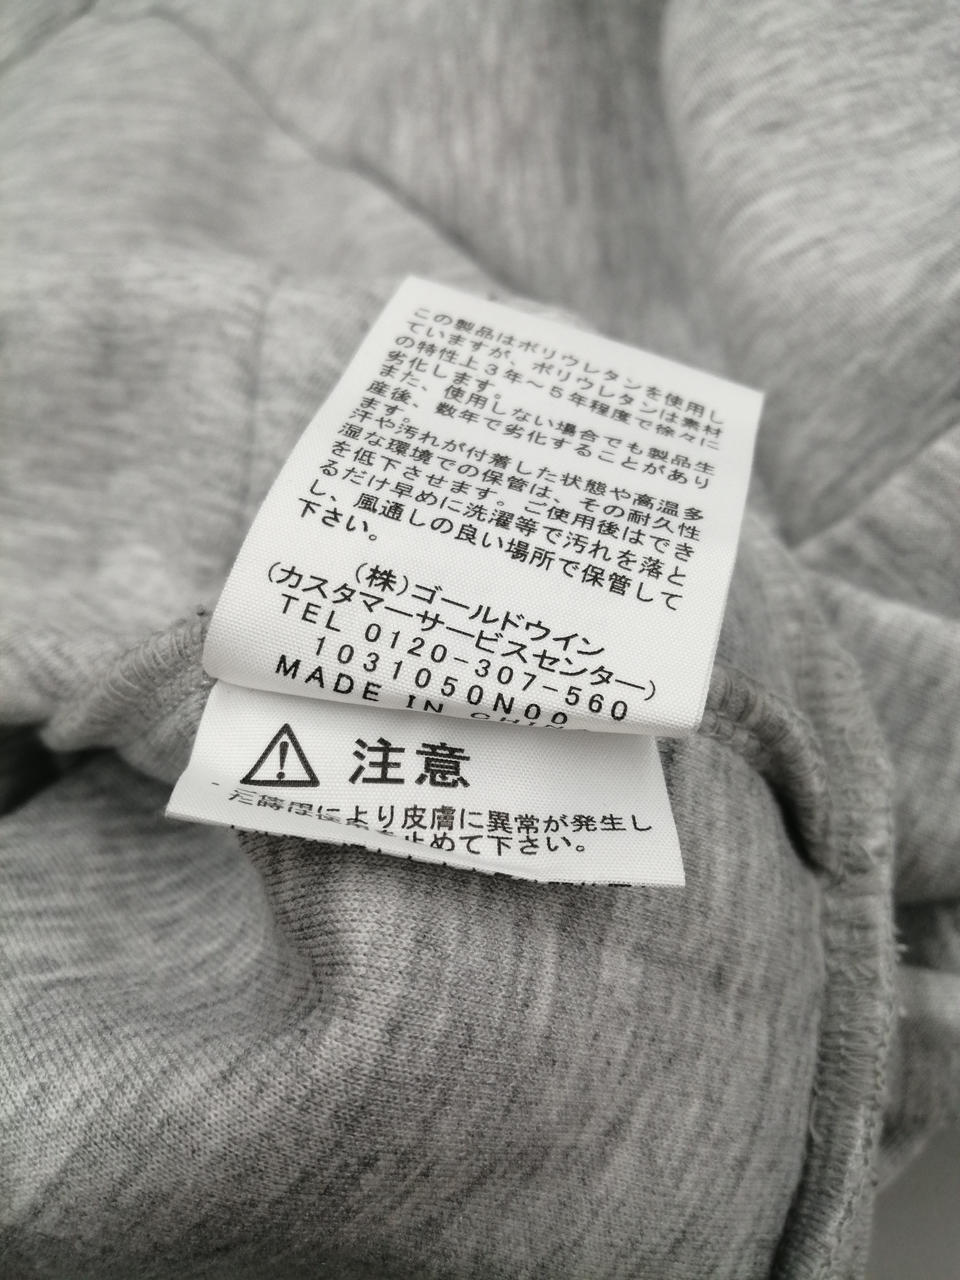 この製品はポリウレタンを使用し
ていますが、ポリウレタンは素材
の特性上3年～5年程度で徐々に
劣化します。
また、使用しない場合でも製品生
産後、数年で劣化することがあり
ます。
汗や汚れが付着した状態や高温多
湿な環境での保管は、その耐久性
を低下させます。ご使用後はでき
るだけ早めに洗濯等で汚れを落と
し、風通しの良い場所で保管して
下さい。
(株)ゴールドウイン
(カスタマーサービスセンター)
TEL 0120-307-560
1031050N00
MADE IN CHINA
注意
により皮膚に異常が発生し
止めて下さい。